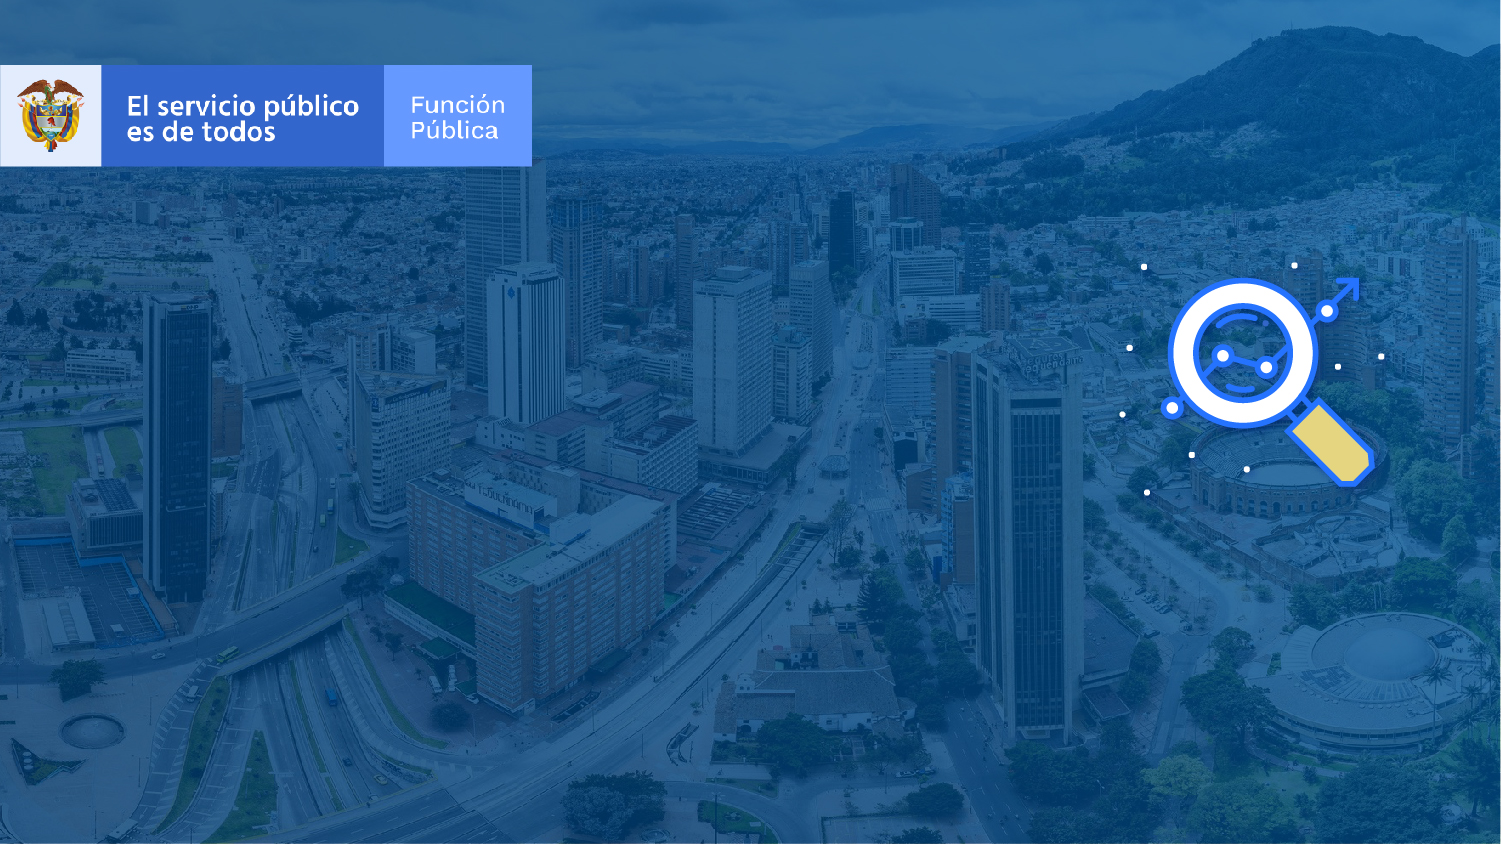 El servicio público
es de todos
Función
Pública